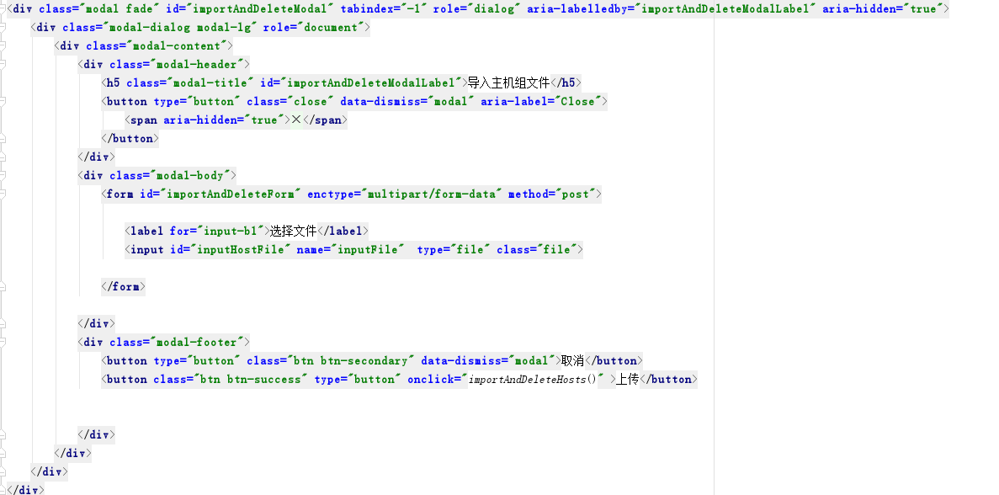 <div class="modal fade" id="importAndDeleteModal" tabindex="-1" role="dialog" aria-labelledby="importAndDeleteModalLabel" aria-hidden="true">
<div class="modal-dialog modal-lg" role="document">
<div class="modal-content">
<div class="modal-header">
<h5 class="modal-title" id="importAndDeleteModalLabel">导入主机组文件</h5>
<button type="button" class="close" data-dismiss="modal" aria-label="Close">
<span aria-hidden="true">×</span>
</button>
</div>
<div class="modal-body">
<form id="importAndDeleteForm" enctype="multipart/form-data" method="post">
<label for="input-b1">选择文件</label>
<input id="inputHostFile" name="inputFile"  type="file" class="file">
</form>
</div>
<div class="modal-footer">
<button type="button" class="btn btn-secondary" data-dismiss="modal">取消</button>
<button class="btn btn-success" type="button" onclick="importAndDeleteHosts()" >上传</button>
</div>
</div>
</div>
</div>